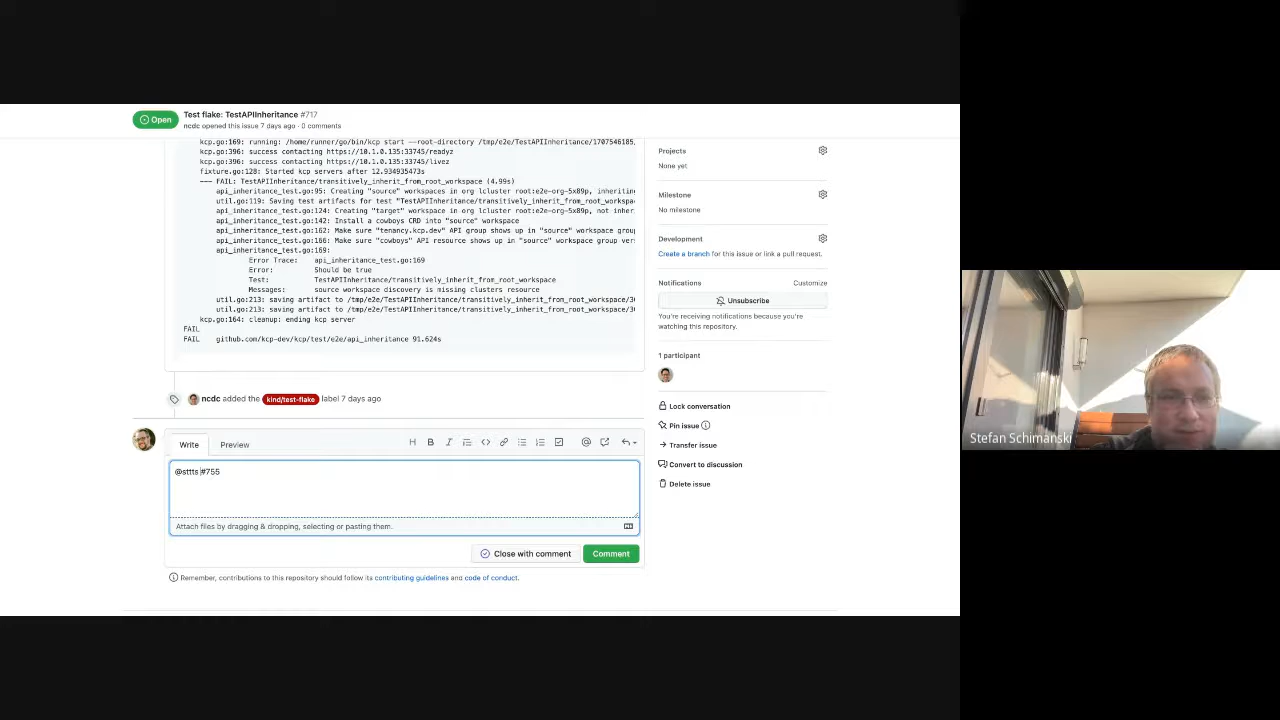 Open
Test flake: TestAPIInheritance #717
ncdc opened this issue 7 days ago · 0 comments
kcp.go:169: running: /home/runner/go/bin/kcp start --root-directory /tmp/e2e/TestAPIInheritance/1707546185,
kcp.go:396: success contacting https://10.1.0.135:33745/readyz
kcp.go:396: success contacting https://10.1.0.135:33745/livez
fixture.go:128: Started kcp servers after 12.934935473s
--- FAIL: TestAPIInheritance/transitively_inherit_from_root_workspace (4.99s)
api_inheritance_test.go:95: Creating "source" workspaces in org lcluster root:e2e-org-5x89p, inheriting
util.go:119: Saving test artifacts for test "TestAPIInheritance/transitively_inherit_from_root_workspa
api_inheritance_test.go:124: Creating "target" workspace in org lcluster root:e2e-org-5x89p, not inher
api_inheritance_test.go:142: Install a cowboys CRD into "source" workspace
api_inheritance_test.go:162: Make sure "tenancy.kcp.dev" API group shows up in "source" workspace grou
api_inheritance_test.go:166: Make sure "cowboys" API resource shows up in "source" workspace group ver
api_inheritance_test.go:169:
Error Trace: api_inheritance_test.go:169
Error: Should be true
Test: TestAPIInheritance/transitively_inherit_from_root_workspace
Messages: source workspace discovery is missing clusters resource
util.go:213: saving artifact to /tmp/e2e/TestAPIInheritance/transitively_inherit_from_root_workspace/30
util.go:213: saving artifact to /tmp/e2e/TestAPIInheritance/transitively_inherit_from_root_workspace/30
kcp.go:164: cleanup: ending kcp server
FAIL
FAIL github.com/kcp-dev/kcp/test/e2e/api_inheritance 91.624s
ncdc added the kind/test-flake label 7 days ago
Write
Preview
@sttts #755
Attach files by dragging & dropping, selecting or pasting them.
Close with comment
Comment
Remember, contributions to this repository should follow its contributing guidelines and code of conduct.
Projects
None yet
Milestone
No milestone
Development
Create a branch for this issue or link a pull request.
Notifications
Customize
Unsubscribe
You're receiving notifications because you're
watching this repository.
1 participant
Lock conversation
Pin issue
Transfer issue
Convert to discussion
Delete issue
Stefan Schimanski